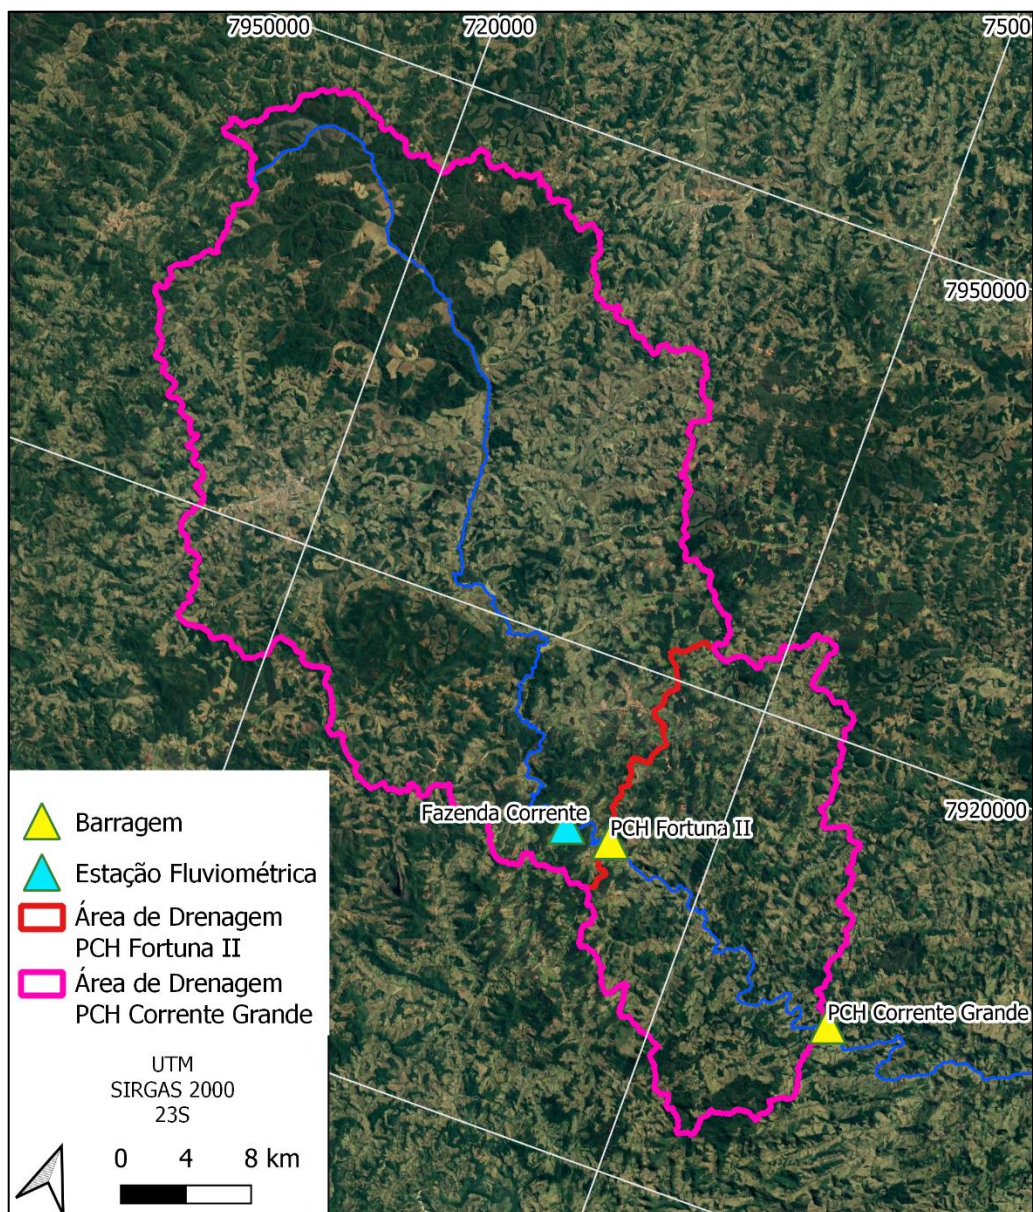 7950000
720000
7500
7950000
7920000
Fazenda Corrente
PCH Fortuna II
PCH Corrente Grande
Barragem
Estação Fluviométrica
Área de Drenagem
PCH Fortuna II
Área de Drenagem
PCH Corrente Grande
UTM
SIRGAS 2000
23S
0 4 8 km